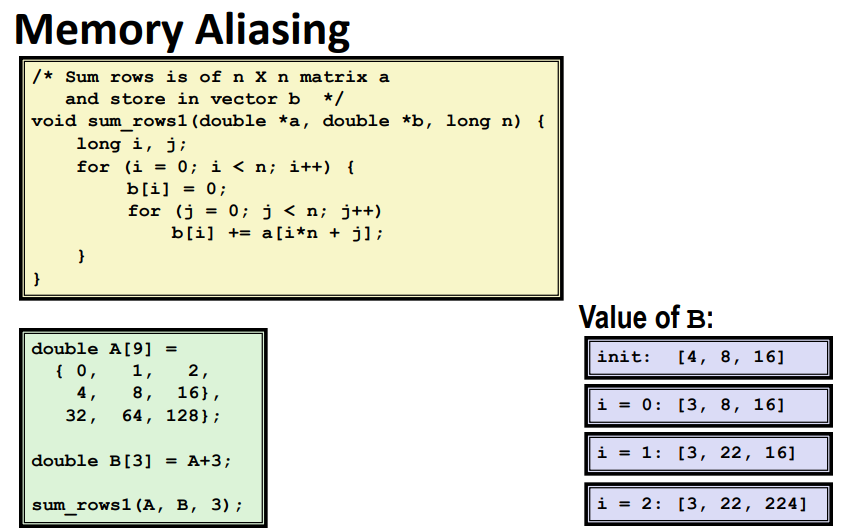 Memory Aliasing
/* Sum rows is of n X n matrix a
and store in vector b */
void sum_rows1(double *a, double *b, long n) {
long i, j;
for (i = 0; i < n; i++) {
b[i] = 0;
for (j = 0; j < n; j++)
b[i] += a[i*n + j];
}
}
double A[9] =
{ 0, 1, 2,
4, 8, 16},
32, 64, 128};
double B[3] = A+3;
sum_rows1(A, B, 3);
Value of B:
init: [4, 8, 16]
i = 0: [3, 8, 16]
i = 1: [3, 22, 16]
i = 2: [3, 22, 224]